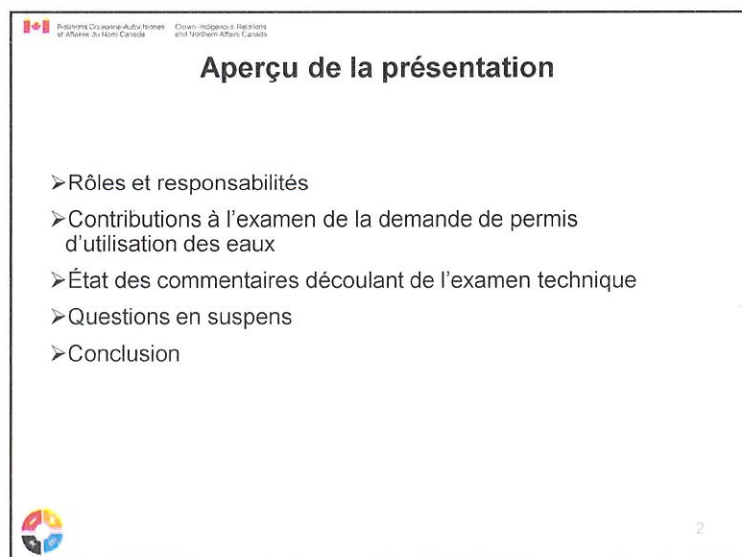 Relations Couronne-Autochtones
et Affaires du Nord Canada
Crown-Indigenous Relations
and Northern Affairs Canada
Aperçu de la présentation
➢Rôles et responsabilités
➢Contributions à l'examen de la demande de permis
d'utilisation des eaux
➢État des commentaires découlant de l'examen technique
➢Questions en suspens
➢Conclusion
2